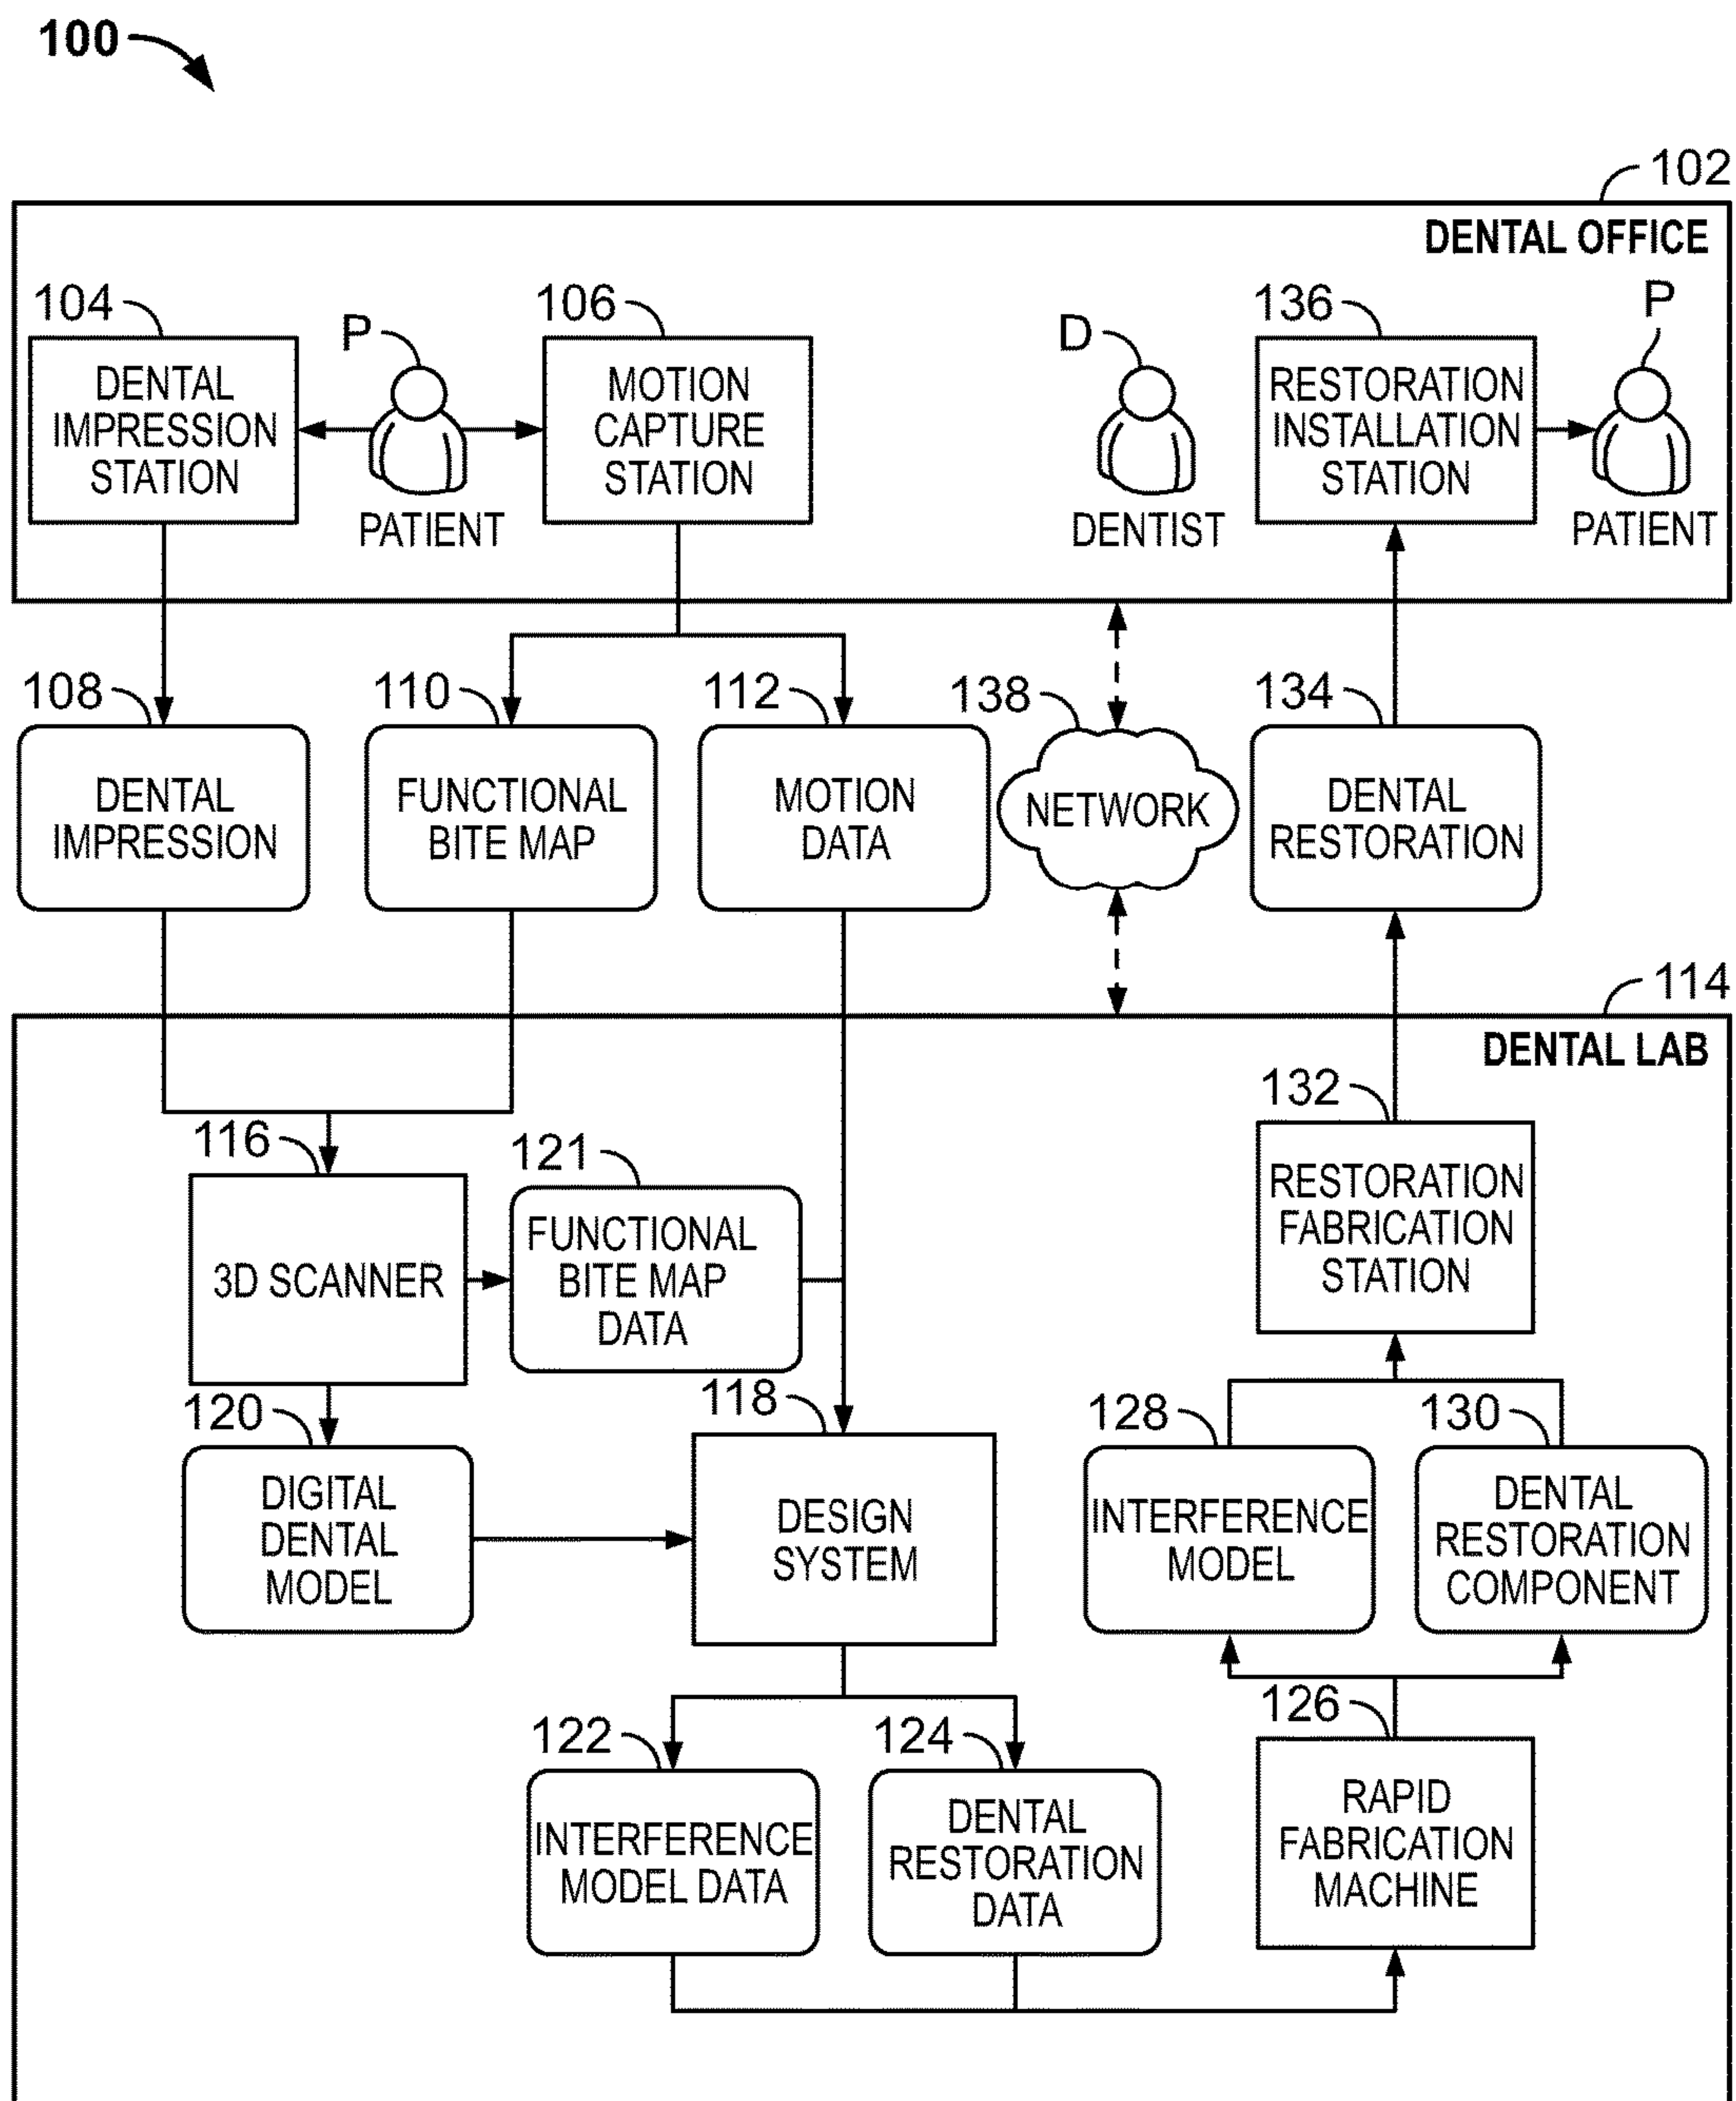 100
102
DENTAL OFFICE
104
P
106
D
136
P
DENTAL
IMPRESSION
STATION
PATIENT
MOTION
CAPTURE
STATION
DENTIST
RESTORATION
INSTALLATION
STATION
PATIENT
108
110
112
138
134
DENTAL
IMPRESSION
FUNCTIONAL
BITE MAP
MOTION
DATA
NETWORK
DENTAL
RESTORATION
114
DENTAL LAB
116
121
132
3D SCANNER
FUNCTIONAL
BITE MAP
DATA
RESTORATION
FABRICATION
STATION
120
118
128
130
DIGITAL
DENTAL
MODEL
DESIGN
SYSTEM
INTERFERENCE
MODEL
DENTAL
RESTORATION
COMPONENT
122
124
126
INTERFERENCE
MODEL DATA
DENTAL
RESTORATION
DATA
RAPID
FABRICATION
MACHINE